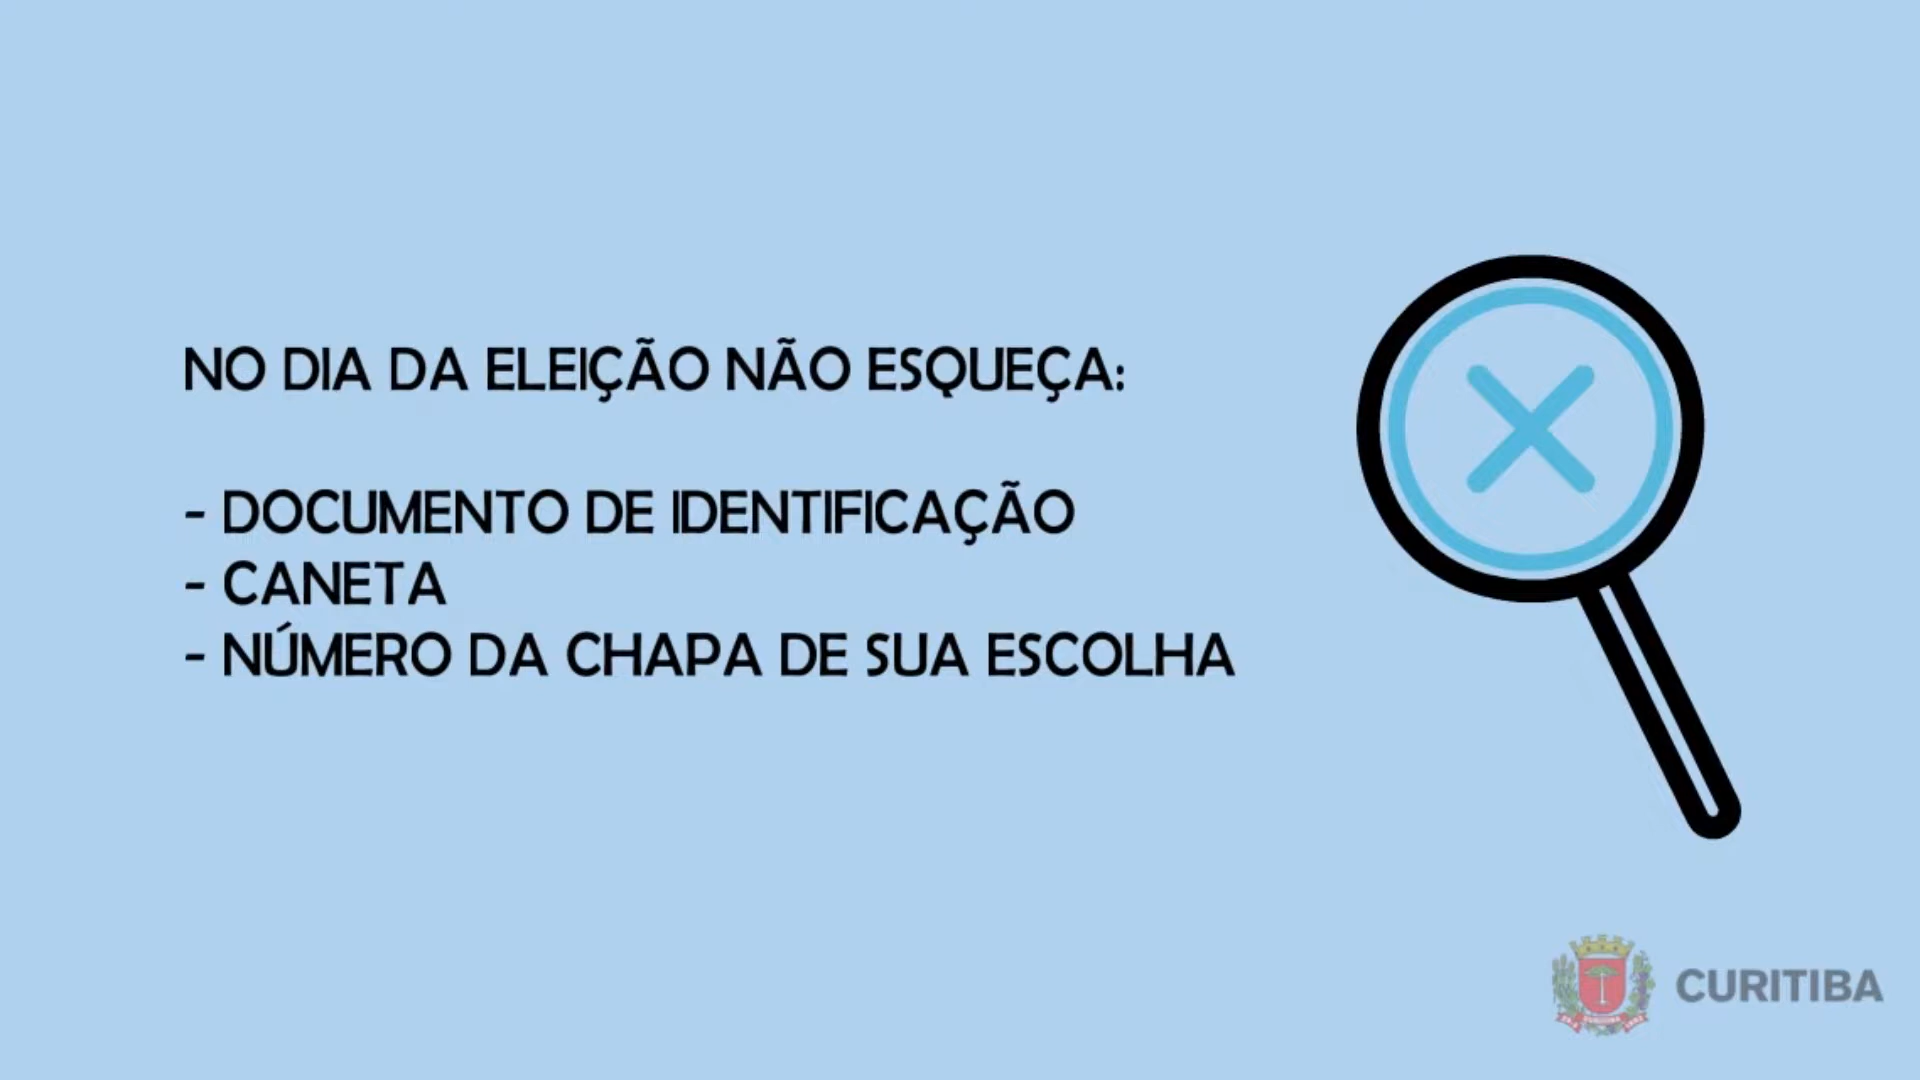 NO DIA DA ELEIÇÃO NÃO ESQUEÇA:
- DOCUMENTO DE IDENTIFICAÇÃO
- CANETA
- NÚMERO DA CHAPA DE SUA ESCOLHA
CURITIBA